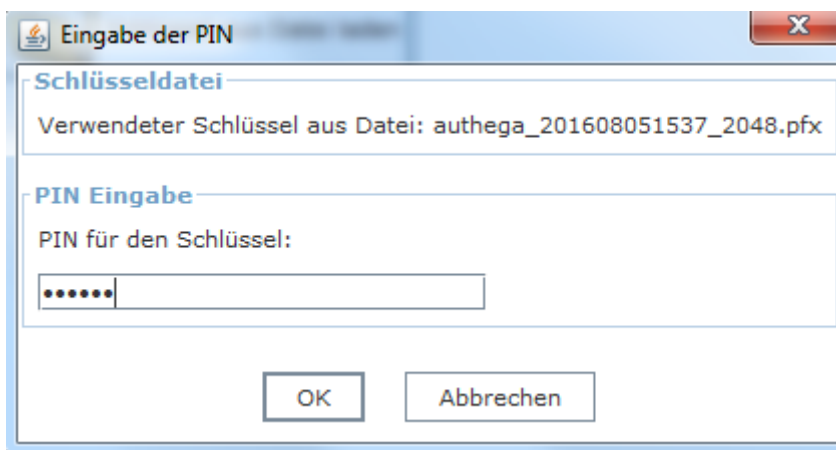 Eingabe der PIN
Schlüsseldatei
Verwendeter Schlüssel aus Datei: authega_201608051537_2048.pfx
PIN Eingabe
PIN für den Schlüssel:
••••••
OK Abbrechen